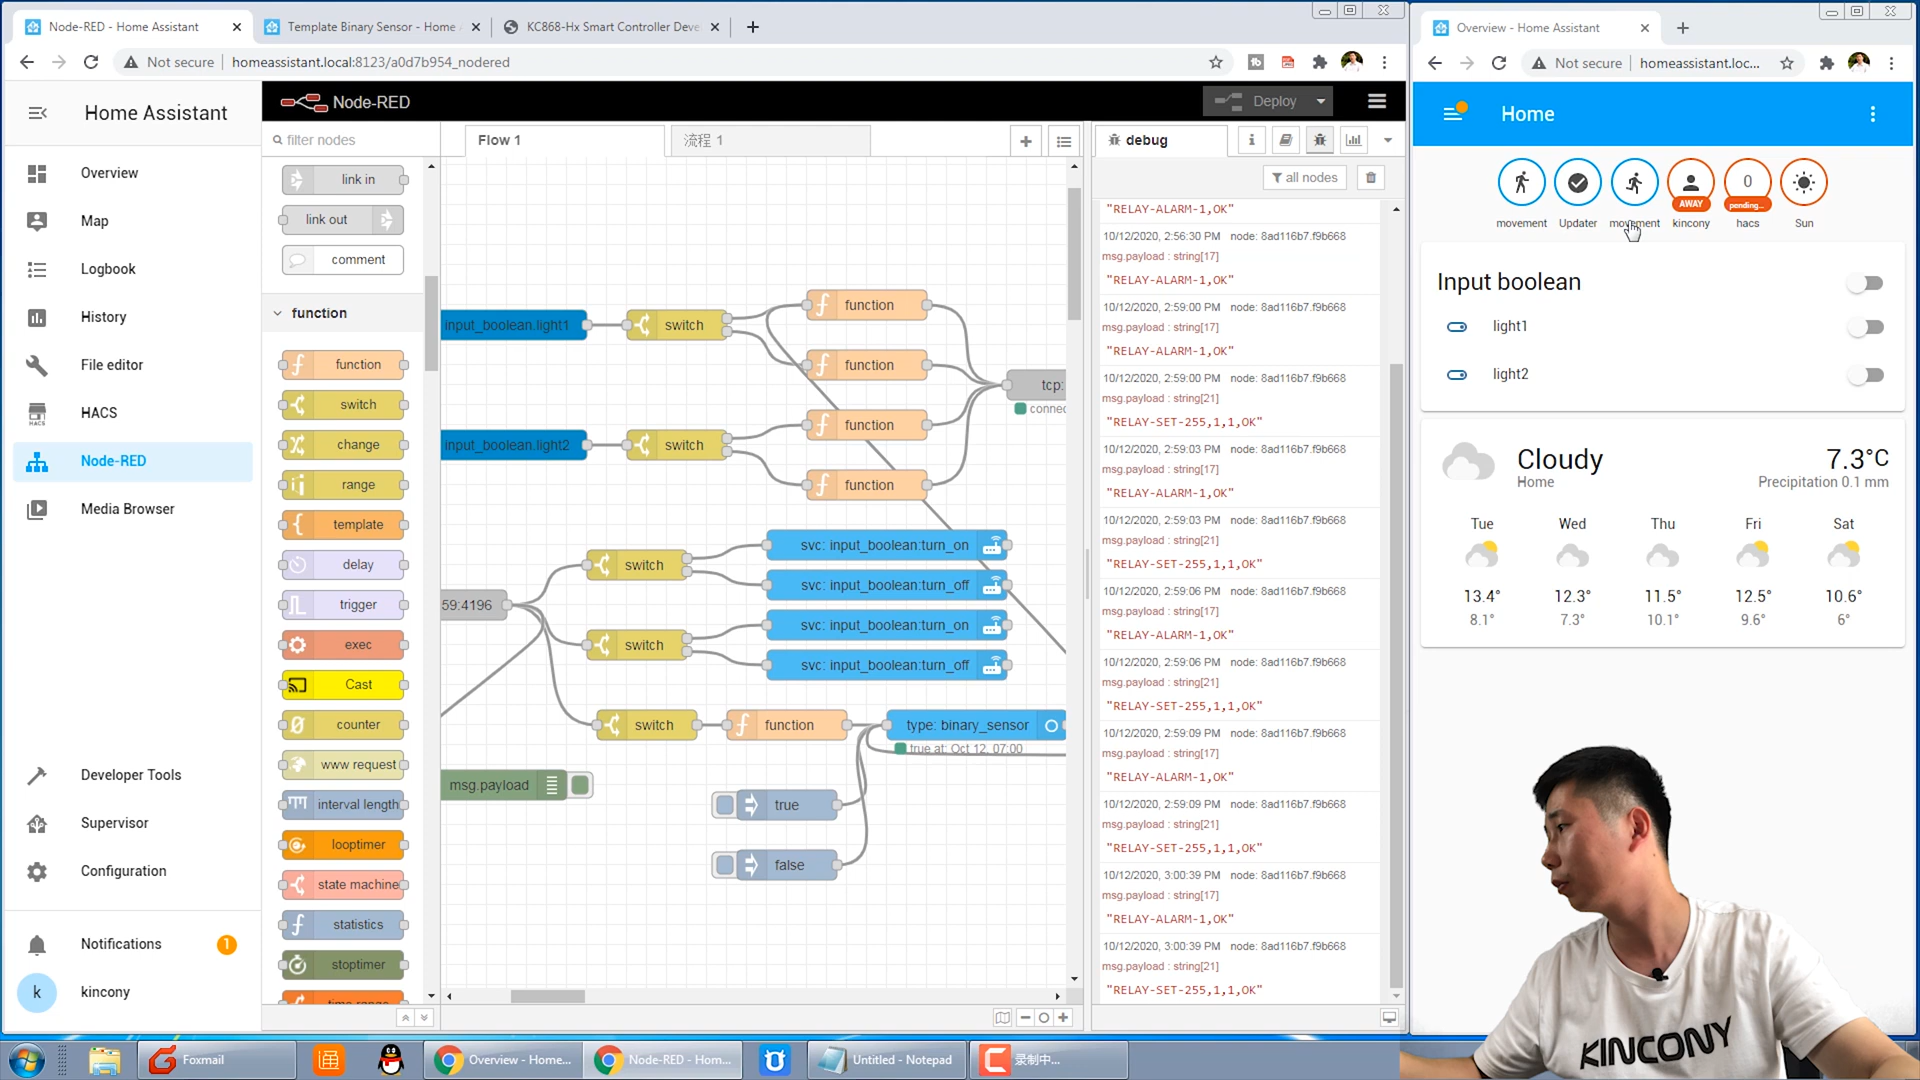 Node-RED - Home Assistant
Template Binary Sensor - Home
KC868-Hx Smart Controller Deve
Not secure
homeassistant.local:8123/a0d7b954_nodered
Home Assistant
Overview
Map
Logbook
History
File editor
HACS
Node-RED
Media Browser
Developer Tools
Supervisor
Configuration
Notifications
1
k
kincony
Node-RED
Deploy
filter nodes
link in
link out
comment
function
function
switch
change
range
template
delay
trigger
exec
Cast
counter
www request
interval length
looptimer
state machine
statistics
stoptimer
time range
Flow 1
流程 1
input_boolean.light1
switch
function
function
input_boolean.light2
switch
function
function
tcp:
connec
59:4196
switch
svc: input_boolean:turn_on
svc: input_boolean:turn_off
switch
svc: input_boolean:turn_on
svc: input_boolean:turn_off
switch
function
type: binary_sensor
true at: Oct 12, 07:00
msg.payload
true
false
debug
all nodes
"RELAY-ALARM-1,OK"
10/12/2020, 2:56:30 PM node: 8ad116b7.f9b668
msg.payload : string[17]
"RELAY-ALARM-1,OK"
10/12/2020, 2:59:00 PM node: 8ad116b7.f9b668
msg.payload : string[17]
"RELAY-ALARM-1,OK"
10/12/2020, 2:59:00 PM node: 8ad116b7.f9b668
msg.payload : string[21]
"RELAY-SET-255,1,1,OK"
10/12/2020, 2:59:03 PM node: 8ad116b7.f9b668
msg.payload : string[17]
"RELAY-ALARM-1,OK"
10/12/2020, 2:59:03 PM node: 8ad116b7.f9b668
msg.payload : string[21]
"RELAY-SET-255,1,1,OK"
10/12/2020, 2:59:06 PM node: 8ad116b7.f9b668
msg.payload : string[17]
"RELAY-ALARM-1,OK"
10/12/2020, 2:59:06 PM node: 8ad116b7.f9b668
msg.payload : string[21]
"RELAY-SET-255,1,1,OK"
10/12/2020, 2:59:09 PM node: 8ad116b7.f9b668
msg.payload : string[17]
"RELAY-ALARM-1,OK"
10/12/2020, 2:59:09 PM node: 8ad116b7.f9b668
msg.payload : string[21]
"RELAY-SET-255,1,1,OK"
10/12/2020, 3:00:39 PM node: 8ad116b7.f9b668
msg.payload : string[17]
"RELAY-ALARM-1,OK"
10/12/2020, 3:00:39 PM node: 8ad116b7.f9b668
msg.payload : string[21]
"RELAY-SET-255,1,1,OK"
Overview - Home Assistant
Not secure
homeassistant.loc...
Home
0
AWAY
pending...
movement
Updater
movement
kincony
hacs
Sun
Input boolean
light1
light2
Cloudy
7.3°C
Home
Precipitation 0.1 mm
Tue Wed Thu Fri Sat
13.4° 12.3° 11.5° 12.5° 10.6°
8.1° 7.3° 10.1° 9.6° 6°
KINCONY
Foxmail
Overview - Home...
Node-RED - Hom...
Untitled - Notepad
录制中...